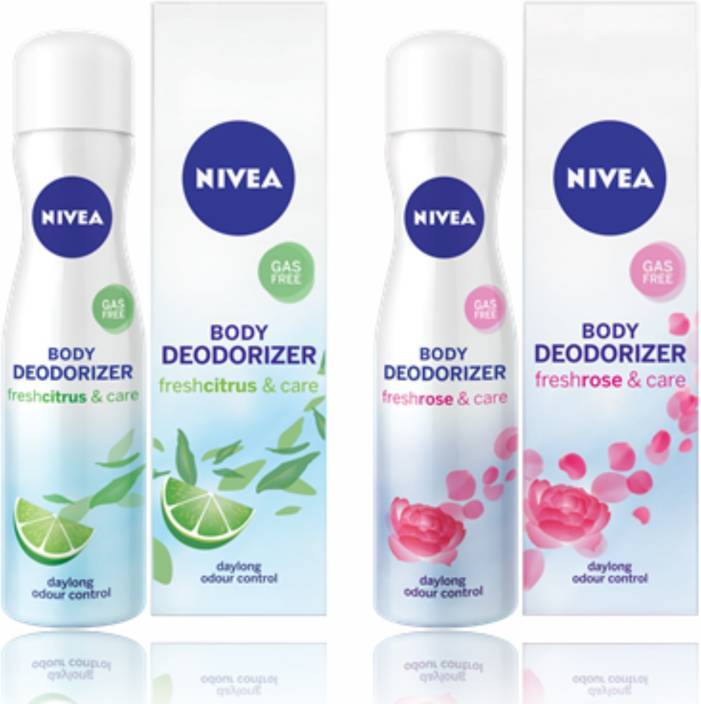 NIVEA
GAS
FREE
BODY
DEODORIZER
freshcitrus & care
daylong
odour control
NIVEA
GAS
FREE
BODY
DEODORIZER
freshcitrus & care
daylong
odour control
NIVEA
GAS
FREE
BODY
DEODORIZER
freshrose & care
daylong
odour control
NIVEA
GAS
FREE
BODY
DEODORIZER
freshrose & care
daylong
odour control